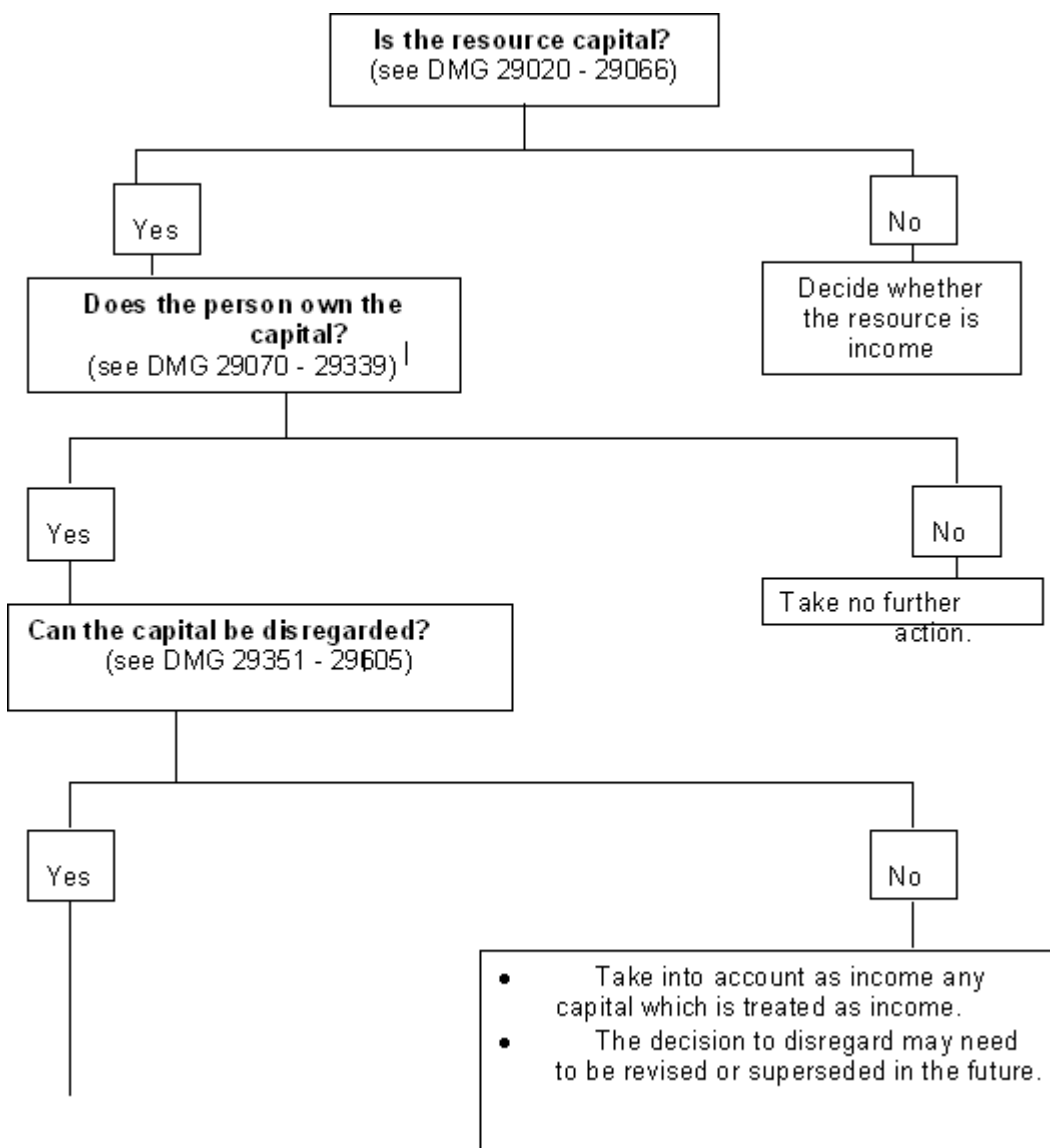 Is the resource capital?
(see DMG 29020 - 29066)
Yes
No
Does the person own the
capital?
(see DMG 29070 - 29339)
Decide whether
the resource is
income
Yes
No
Can the capital be disregarded?
(see DMG 29351 - 29605)
Take no further
action.
Yes
No
• Take into account as income any
capital which is treated as income.
• The decision to disregard may need
to be revised or superseded in the future.